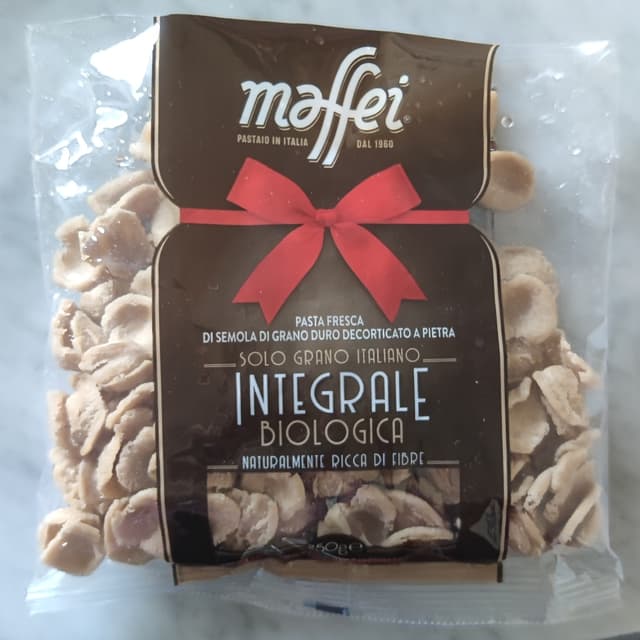 maffei
PASTAIO IN ITALIA DAL 1960
PASTA FRESCA
DI SEMOLA DI GRANO DURO DECORTICATO A PIETRA
SOLO GRANO ITALIANO
INTEGRALE
BIOLOGICA
NATURALMENTE RICCA DI FIBRE